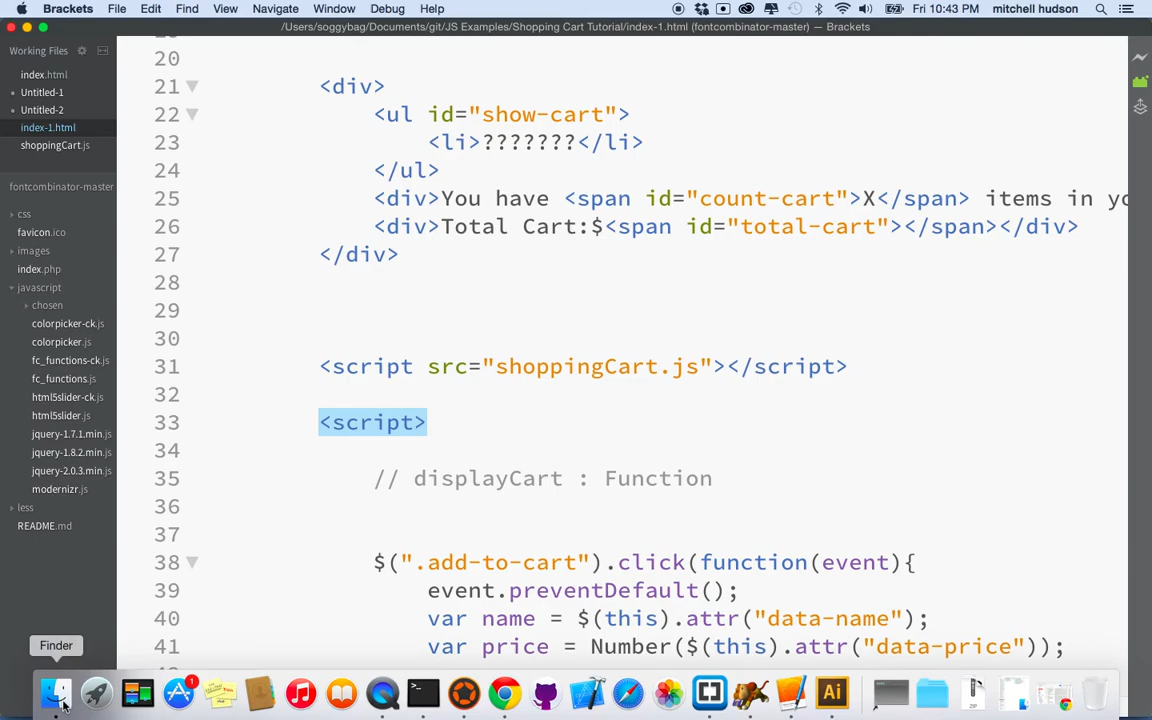 Brackets File Edit View Navigate Window Debug Help Fri 10:43 PM mitchell hudson
/Users/soggybag/Documents/git/JS Examples/Shopping Cart Tutorial/index-1.html (fontcombinator-master) — Brackets
Working Files
index.html
Untitled-1
Untitled-2
index-1.html
shoppingCart.js
fontcombinator-master
css
favicon.ico
images
index.php
javascript
chosen
colorpicker-ck.js
colorpicker.js
fc_functions-ck.js
fc_functions.js
html5slider-ck.js
html5slider.js
jquery-1.7.1.min.js
jquery-1.8.2.min.js
jquery-2.0.3.min.js
modernizr.js
less
README.md
20
21 <div>
22 <ul id="show-cart">
23 <li>???????</li>
24 </ul>
25 <div>You have <span id="count-cart">X</span> items in yo
26 <div>Total Cart:$<span id="total-cart"></span></div>
27 </div>
28
29
30
31 <script src="shoppingCart.js"></script>
32
33 <script>
34
35 // displayCart : Function
36
37
38 $(".add-to-cart").click(function(event){
39 event.preventDefault();
40 var name = $(this).attr("data-name");
41 var price = Number($(this).attr("data-price"));
Finder
1
Ai
ZIP